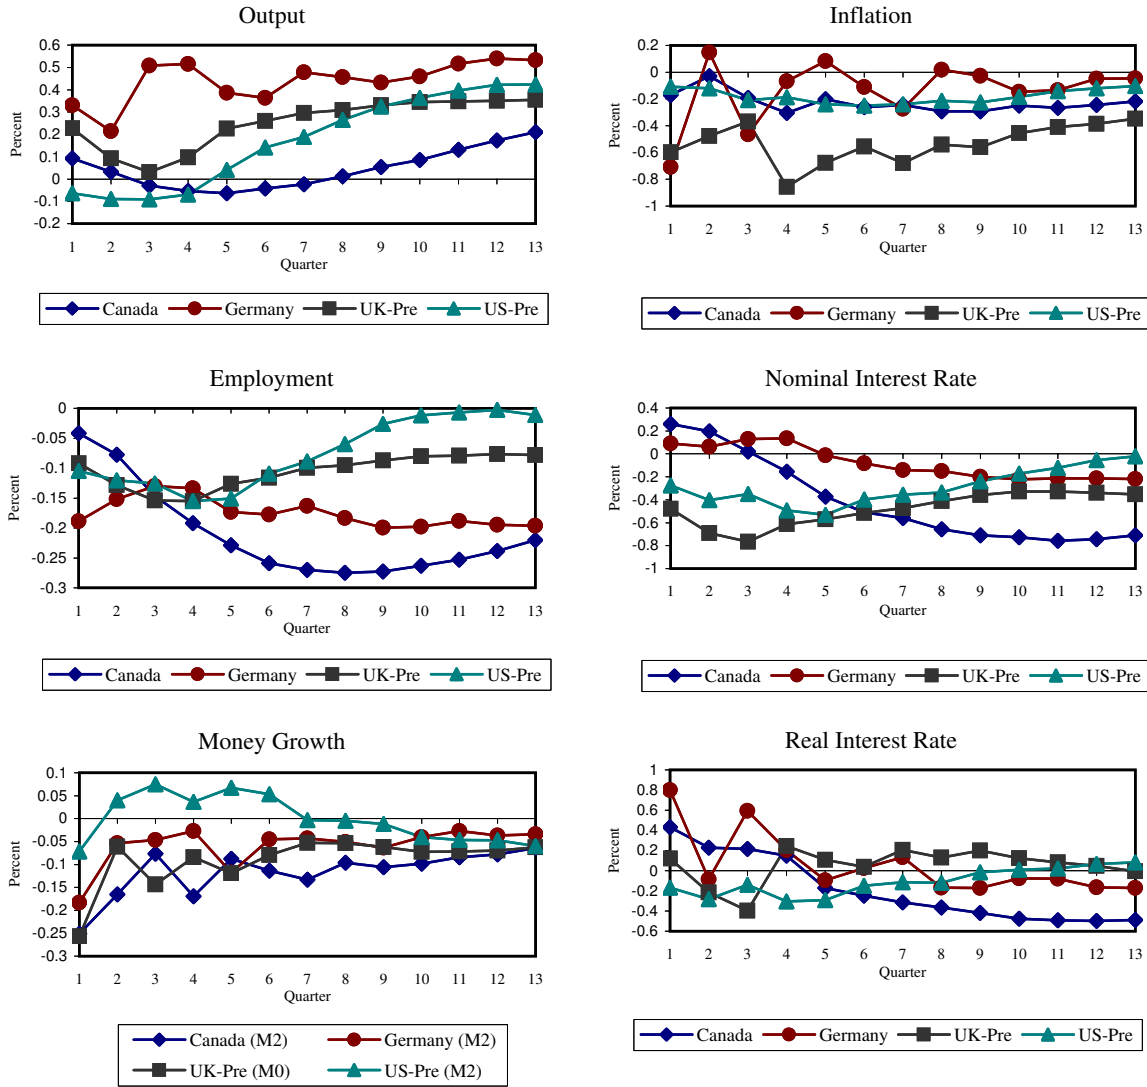 Output
Percent
0.6
0.5
0.4
0.3
0.2
0.1
0
-0.1
-0.2
1 2 3 4 5 6 7 8 9 10 11 12 13
Quarter
Canada Germany UK-Pre US-Pre
Inflation
Percent
0.2
0
-0.2
-0.4
-0.6
-0.8
-1
1 2 3 4 5 6 7 8 9 10 11 12 13
Quarter
Canada Germany UK-Pre US-Pre
Employment
Percent
0
-0.05
-0.1
-0.15
-0.2
-0.25
-0.3
1 2 3 4 5 6 7 8 9 10 11 12 13
Quarter
Canada Germany UK-Pre US-Pre
Nominal Interest Rate
Percent
0.4
0.2
0
-0.2
-0.4
-0.6
-0.8
-1
1 2 3 4 5 6 7 8 9 10 11 12 13
Quarter
Canada Germany UK-Pre US-Pre
Money Growth
Percent
0.1
0.05
0
-0.05
-0.1
-0.15
-0.2
-0.25
-0.3
1 2 3 4 5 6 7 8 9 10 11 12 13
Quarter
Canada (M2) Germany (M2)
UK-Pre (M0) US-Pre (M2)
Real Interest Rate
Percent
1
0.8
0.6
0.4
0.2
0
-0.2
-0.4
-0.6
1 2 3 4 5 6 7 8 9 10 11 12 13
Quarter
Canada Germany UK-Pre US-Pre